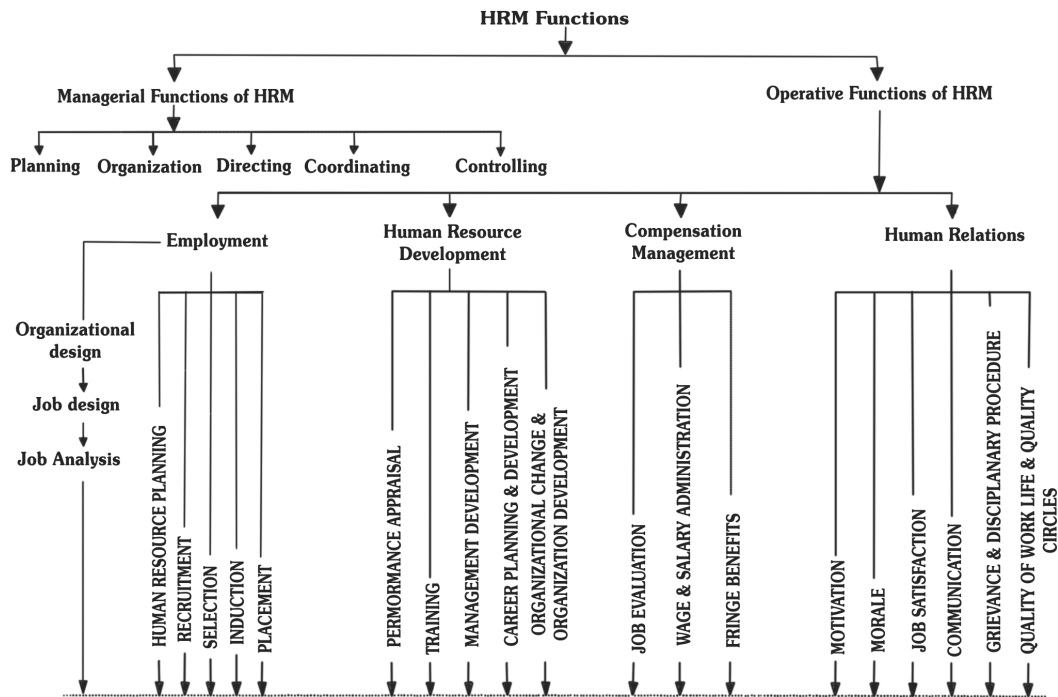 HRM Functions
Managerial Functions of HRM
Operative Functions of HRM
Planning
Organization
Directing
Coordinating
Controlling
Employment
Human Resource
Development
Compensation
Management
Human Relations
Organizational
design
Job design
Job Analysis
HUMAN RESOURCE PLANNING
RECRUITMENT
SELECTION
INDUCTION
PLACEMENT
PERMORMANCE APPRAISAL
TRAINING
MANAGEMENT DEVELOPMENT
CAREER PLANNING & DEVELOPMENT
ORGANIZATIONAL CHANGE &
ORGANIZATION DEVELOPMENT
JOB EVALUATION
WAGE & SALARY ADMINISTRATION
FRINGE BENEFITS
MOTIVATION
MORALE
JOB SATISFACTION
COMMUNICATION
GRIEVANCE & DISCIPLANARY PROCEDURE
QUALITY OF WORK LIFE & QUALITY
CIRCLES